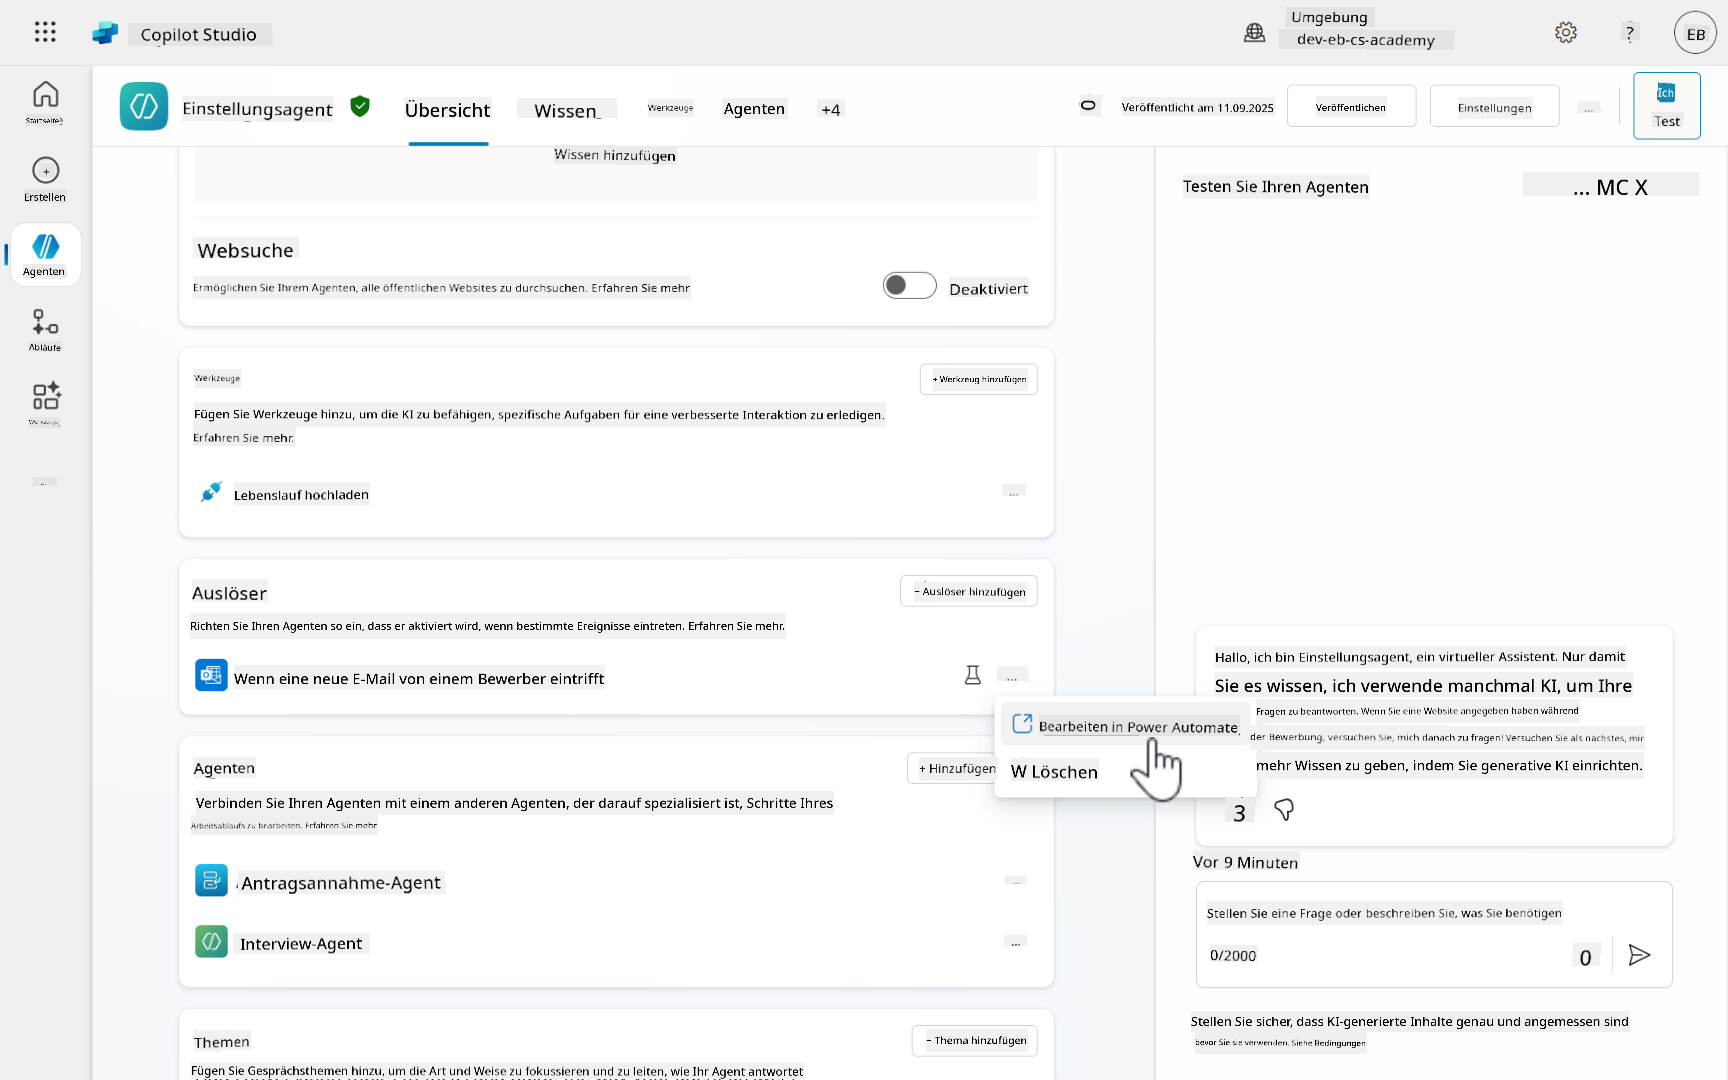 Copilot Studio
Umgebung
dev-eb-cs-academy
?
EB
Startseite
Erstellen
Agenten
Abläufe
Werkzeuge
...
Einstellungsagent
Übersicht
Wissen
Werkzeuge
Agenten
+4
Veröffentlicht am 11.09.2025
Veröffentlichen
Einstellungen
...
Ich
Test
Wissen hinzufügen
Websuche
Ermöglichen Sie Ihrem Agenten, alle öffentlichen Websites zu durchsuchen. Erfahren Sie mehr
Deaktiviert
Werkzeuge
+ Werkzeug hinzufügen
Fügen Sie Werkzeuge hinzu, um die KI zu befähigen, spezifische Aufgaben für eine verbesserte Interaktion zu erledigen.
Erfahren Sie mehr.
Lebenslauf hochladen
...
Auslöser
– Auslöser hinzufügen
Richten Sie Ihren Agenten so ein, dass er aktiviert wird, wenn bestimmte Ereignisse eintreten. Erfahren Sie mehr.
Wenn eine neue E-Mail von einem Bewerber eintrifft
...
Bearbeiten in Power Automate
W Löschen
Agenten
+ Hinzufügen
Verbinden Sie Ihren Agenten mit einem anderen Agenten, der darauf spezialisiert ist, Schritte Ihres
Arbeitsablaufs zu bearbeiten. Erfahren Sie mehr
Antragsannahme-Agent
...
Interview-Agent
...
Themen
– Thema hinzufügen
Fügen Sie Gesprächsthemen hinzu, um die Art und Weise zu fokussieren und zu leiten, wie Ihr Agent antwortet
Testen Sie Ihren Agenten
... MC X
Hallo, ich bin Einstellungsagent, ein virtueller Assistent. Nur damit
Sie es wissen, ich verwende manchmal KI, um Ihre
Fragen zu beantworten. Wenn Sie eine Website angegeben haben während
der Bewerbung, versuchen Sie, mich danach zu fragen! Versuchen Sie als nächstes, mir
mehr Wissen zu geben, indem Sie generative KI einrichten.
3
Vor 9 Minuten
Stellen Sie eine Frage oder beschreiben Sie, was Sie benötigen
0/2000
0
Stellen Sie sicher, dass KI-generierte Inhalte genau und angemessen sind
bevor Sie sie verwenden. Siehe Bedingungen